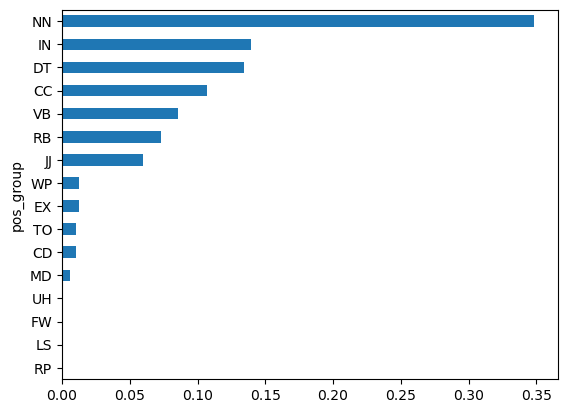 NN
IN
DT
CC
VB
RB
JJ
WP
EX
TO
CD
MD
UH
FW
LS
RP
pos_group
0.00 0.05 0.10 0.15 0.20 0.25 0.30 0.35